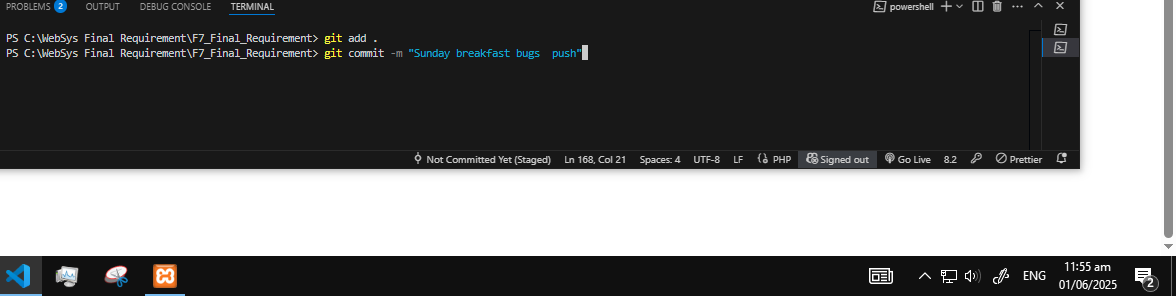 PROBLEMS 2 OUTPUT DEBUG CONSOLE TERMINAL powershell
PS C:\WebSys Final Requirement\F7_Final_Requirement> git add .
PS C:\WebSys Final Requirement\F7_Final_Requirement> git commit -m "Sunday breakfast bugs  push"
Not Committed Yet (Staged) Ln 168, Col 21 Spaces: 4 UTF-8 LF PHP Signed out Go Live 8.2 Prettier
ENG 11:55 am
01/06/2025 2